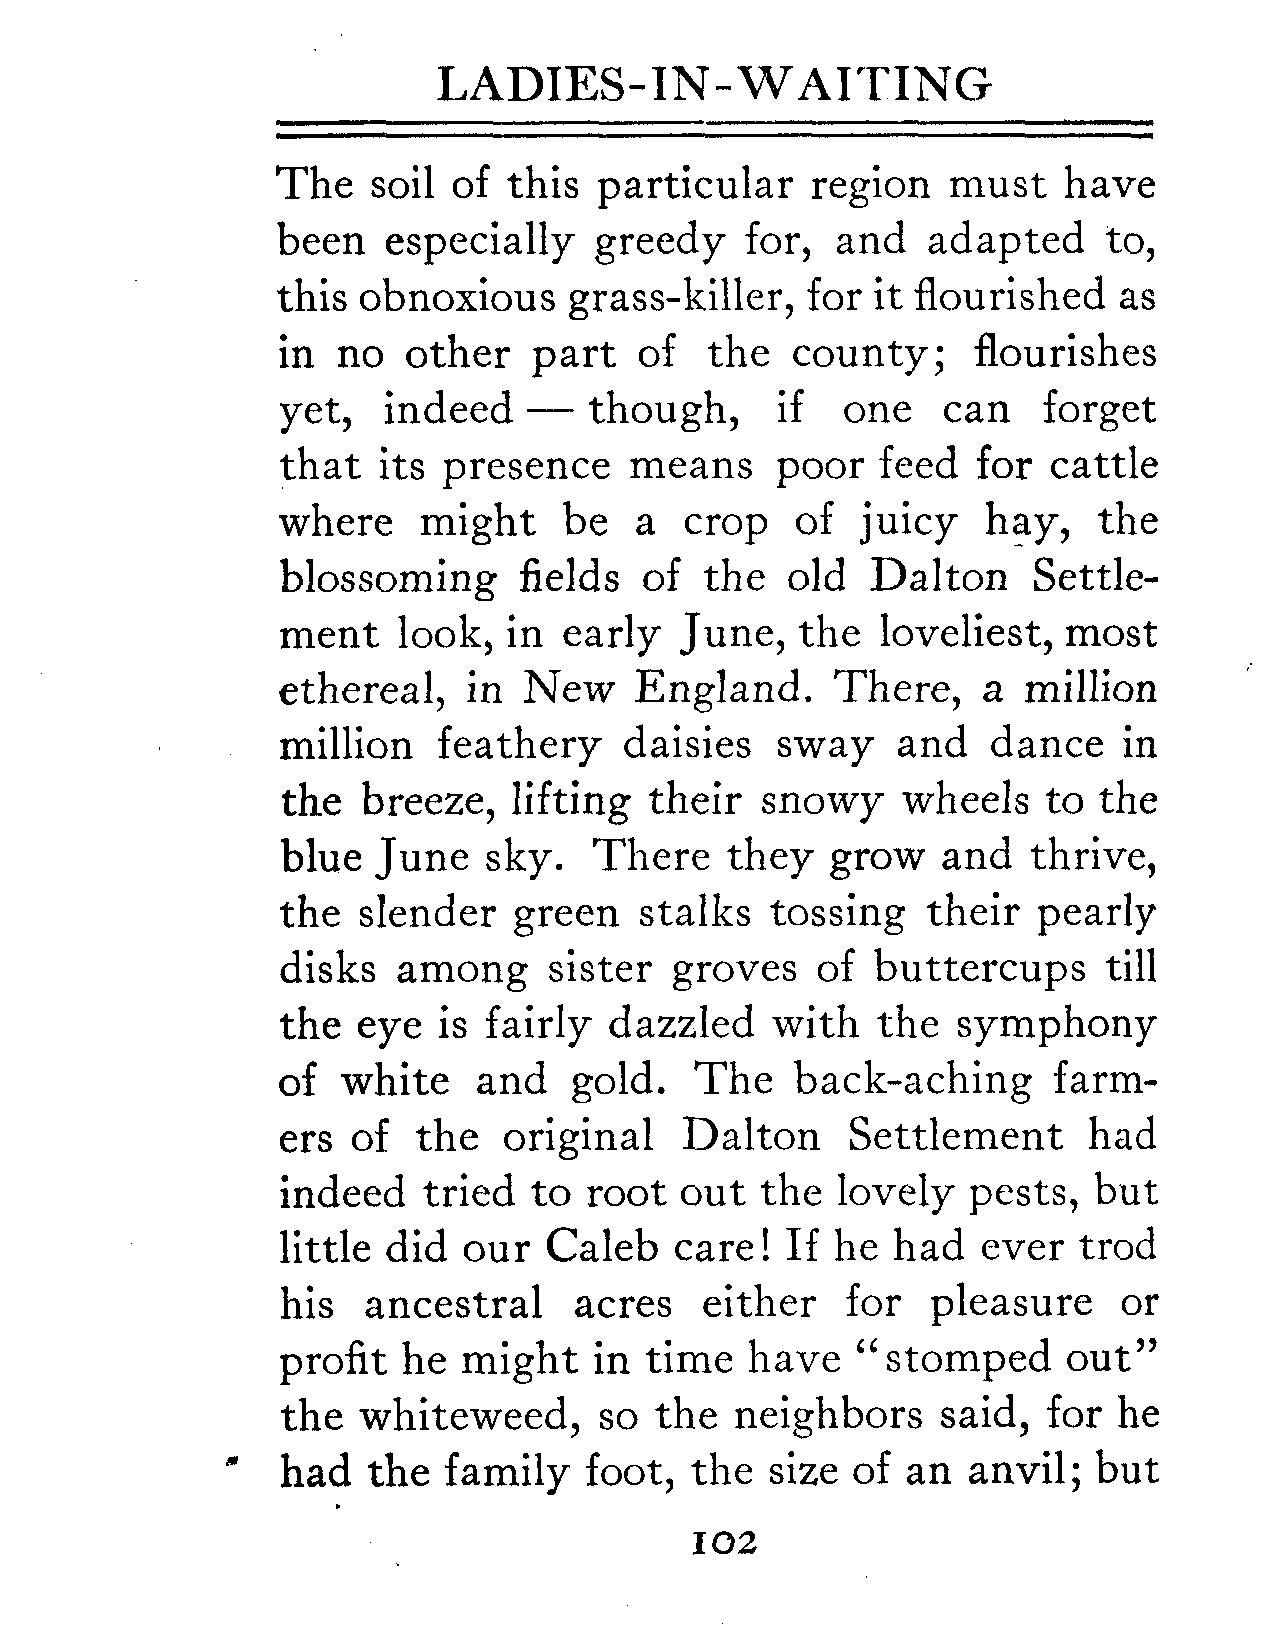 LADIES-IN-WAITING
The soil of this particular region must have
been especially greedy for, and adapted to,
this obnoxious grass-killer, for it flourished as
in no other part of the county; flourishes
yet, indeed — though, if one can forget
that its presence means poor feed for cattle
where might be a crop of juicy hay, the
blossoming fields of the old Dalton Settle-
ment look, in early June, the loveliest, most
ethereal, in New England. There, a million
million feathery daisies sway and dance in
the breeze, lifting their snowy wheels to the
blue June sky. There they grow and thrive,
the slender green stalks tossing their pearly
disks among sister groves of buttercups till
the eye is fairly dazzled with the symphony
of white and gold. The back-aching farm-
ers of the original Dalton Settlement had
indeed tried to root out the lovely pests, but
little did our Caleb care! If he had ever trod
his ancestral acres either for pleasure or
profit he might in time have "stomped out"
the whiteweed, so the neighbors said, for he
had the family foot, the size of an anvil; but
102